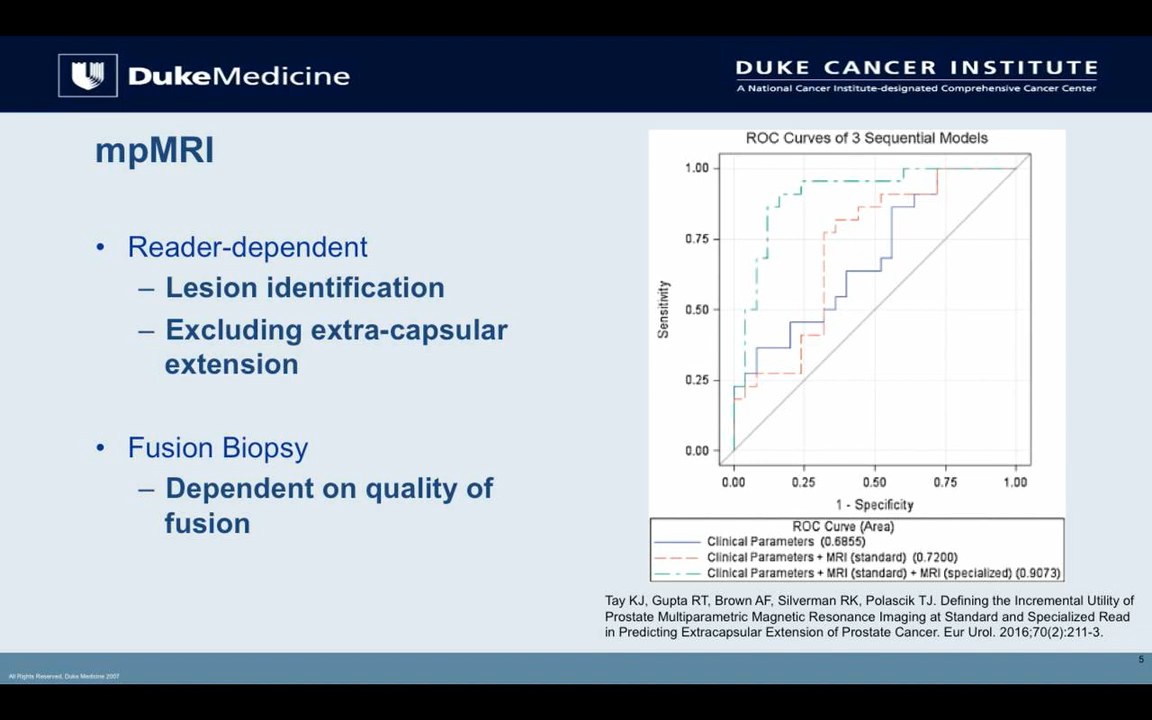 DukeMedicine
DUKE CANCER INSTITUTE
A National Cancer Institute-designated Comprehensive Cancer Center
mpMRI
• Reader-dependent
– Lesion identification
– Excluding extra-capsular
extension
• Fusion Biopsy
– Dependent on quality of
fusion
ROC Curves of 3 Sequential Models
1.00
0.75
0.50
0.25
0.00
Sensitivity
0.00 0.25 0.50 0.75 1.00
1 - Specificity
ROC Curve (Area)
Clinical Parameters (0.6855)
Clinical Parameters + MRI (standard) (0.7200)
Clinical Parameters + MRI (standard) + MRI (specialized) (0.9073)
Tay KJ, Gupta RT, Brown AF, Silverman RK, Polascik TJ. Defining the Incremental Utility of
Prostate Multiparametric Magnetic Resonance Imaging at Standard and Specialized Read
in Predicting Extracapsular Extension of Prostate Cancer. Eur Urol. 2016;70(2):211-3.
5
All Rights Reserved, Duke Medicine 2007